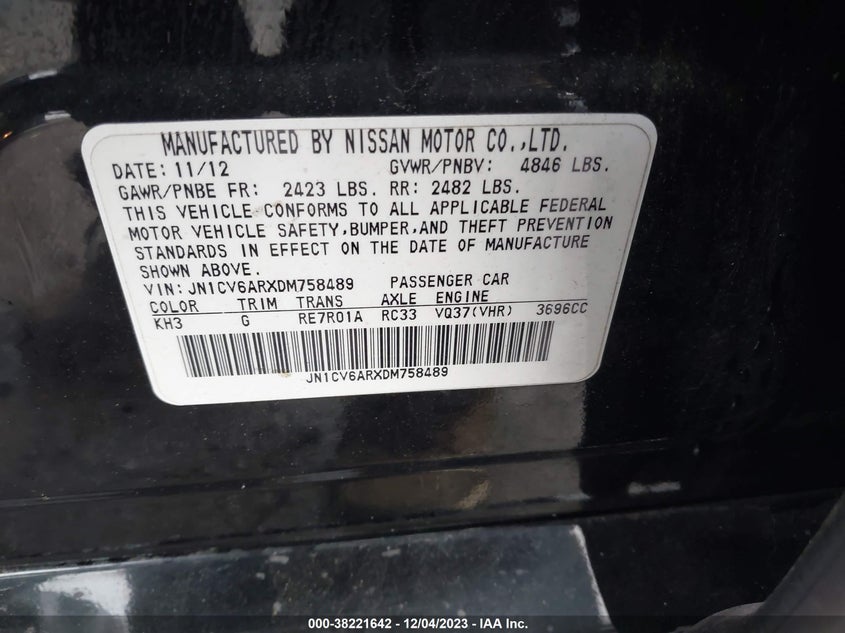 MANUFACTURED BY NISSAN MOTOR CO.,LTD.
DATE: 11/12 GVWR/PNBV: 4846 LBS.
GAWR/PNBE FR: 2423 LBS. RR: 2482 LBS.
THIS VEHICLE CONFORMS TO ALL APPLICABLE FEDERAL
MOTOR VEHICLE SAFETY,BUMPER,AND THEFT PREVENTION
STANDARDS IN EFFECT ON THE DATE OF MANUFACTURE
SHOWN ABOVE.
VIN: JN1CV6ARXDM758489 PASSENGER CAR
COLOR TRIM TRANS AXLE ENGINE
KH3 G RE7R01A RC33 VQ37(VHR) 3696CC
JN1CV6ARXDM758489
000-38221642 - 12/04/2023 - IAA Inc.